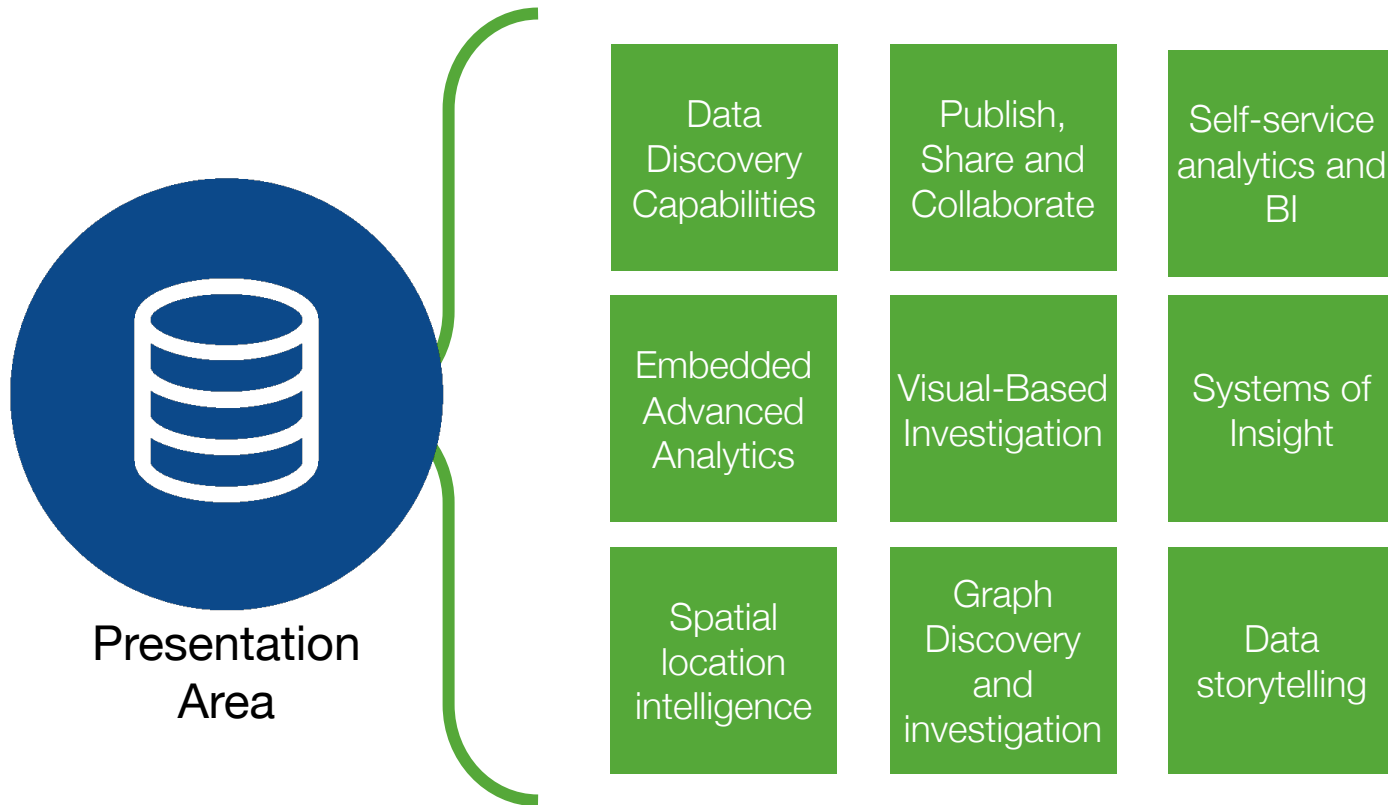 Data
Discovery
Capabilities
Publish,
Share and
Collaborate
Self-service
analytics and
BI
Embedded
Advanced
Analytics
Visual-Based
Investigation
Systems of
Insight
Spatial
location
intelligence
Graph
Discovery
and
investigation
Data
storytelling
Presentation
Area